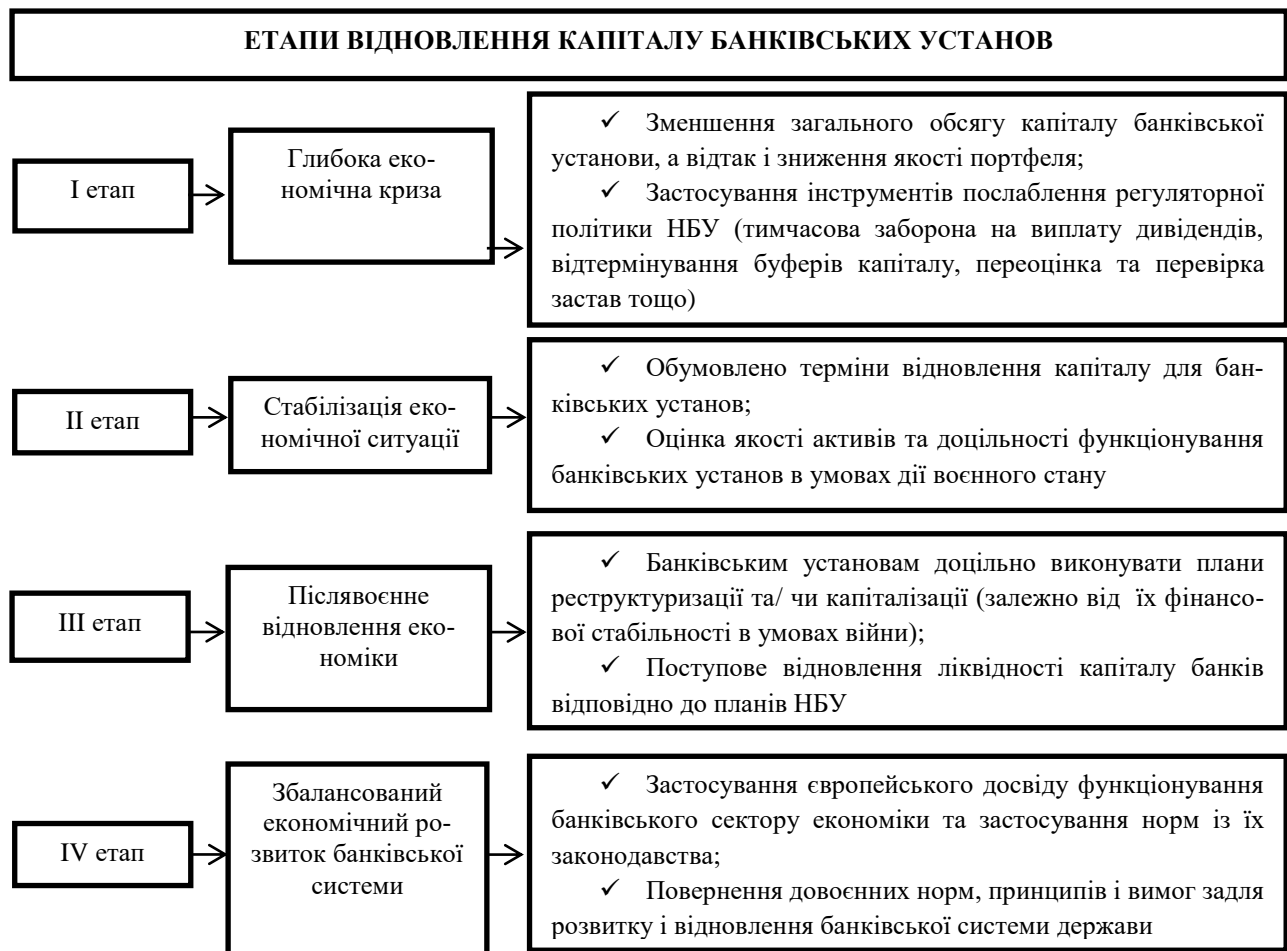 ЕТАПИ ВІДНОВЛЕННЯ КАПІТАЛУ БАНКІВСЬКИХ УСТАНОВ
І етап
Глибока еко-
номічна криза
✓ Зменшення загального обсягу капіталу банківської
установи, а відтак і зниження якості портфеля;
✓ Застосування інструментів послаблення регуляторної
політики НБУ (тимчасова заборона на виплату дивідендів,
відтермінування буферів капіталу, переоцінка та перевірка
застав тощо)
ІІ етап
Стабілізація еко-
номічної ситуації
✓ Обумовлено терміни відновлення капіталу для бан-
ківських установ;
✓ Оцінка якості активів та доцільності функціонування
банківських установ в умовах дії воєнного стану
ІІІ етап
Післявоєнне
відновлення еко-
номіки
✓ Банківським установам доцільно виконувати плани
реструктуризації та/ чи капіталізації (залежно від їх фінансо-
вої стабільності в умовах війни);
✓ Поступове відновлення ліквідності капіталу банків
відповідно до планів НБУ
IV етап
Збалансований
економічний ро-
звиток банківської
системи
✓ Застосування європейського досвіду функціонування
банківського сектору економіки та застосування норм із їх
законодавства;
✓ Повернення довоєнних норм, принципів і вимог задля
розвитку і відновлення банківської системи держави